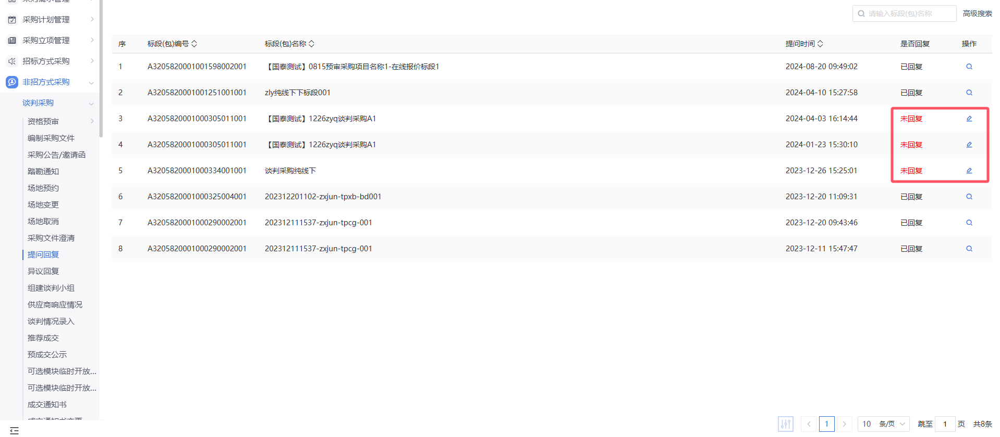 采购需求管理
采购计划管理
采购立项管理
招标方式采购
非招方式采购
谈判采购
资格预审
编制采购文件
采购公告/邀请函
踏勘通知
场地预约
场地变更
场地取消
采购文件澄清
提问回复
异议回复
组建谈判小组
供应商响应情况
谈判情况录入
推荐成交
预成交公示
可选模块临时开放...
可选模块临时开放...
成交通知书
成交通知书变更
请输入标段(包)名称 高级搜索
序 标段(包)编号 标段(包)名称 提问时间 是否回复 操作
1 A3205820001001598002001 【国泰测试】0815预审采购项目名称1-在线报价标段1 2024-08-20 09:49:02 已回复
2 A3205820001001251001001 zly纯线下下标段001 2024-04-10 15:27:58 已回复
3 A3205820001000305011001 【国泰测试】1226zyq谈判采购A1 2024-04-03 16:14:44 未回复
4 A3205820001000305011001 【国泰测试】1226zyq谈判采购A1 2024-01-23 15:30:10 未回复
5 A3205820001000334001001 谈判采购纯线下 2023-12-26 15:25:01 未回复
6 A3205820001000325004001 202312201102-zxjun-tpxb-bd001 2023-12-20 11:09:31 已回复
7 A3205820001000290002001 202312111537-zxjun-tpcg-001 2023-12-20 09:43:46 已回复
8 A3205820001000290002001 202312111537-zxjun-tpcg-001 2023-12-11 15:47:47 已回复
1 10 条/页 跳至 1 页 共8条